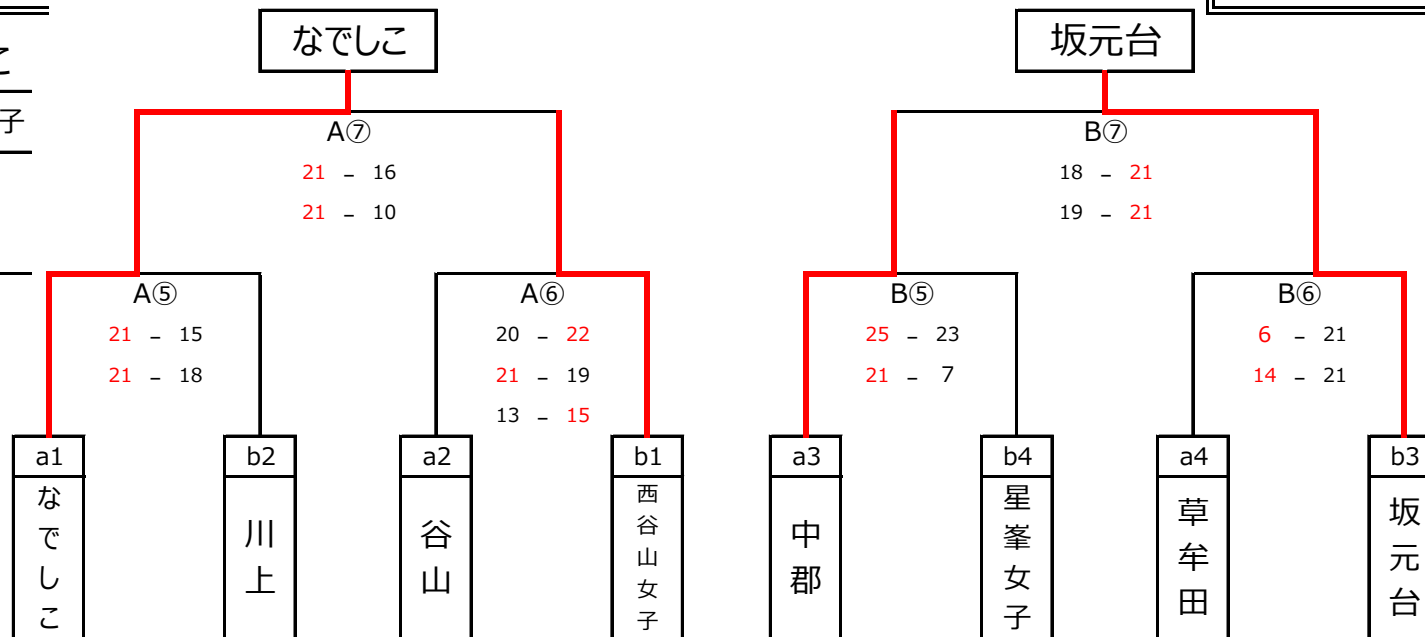 なでしこ
坂元台
こ
子
A⑦
21 – 16
21 – 10
B⑦
18 – 21
19 – 21
A⑤
21 – 15
21 – 18
A⑥
20 – 22
21 – 19
13 – 15
B⑤
25 – 23
21 – 7
B⑥
6 – 21
14 – 21
a1
b2
a2
b1
a3
b4
a4
b3
なでしこ
川上
谷山
西谷山女子
中郡
星峯女子
草牟田
坂元台